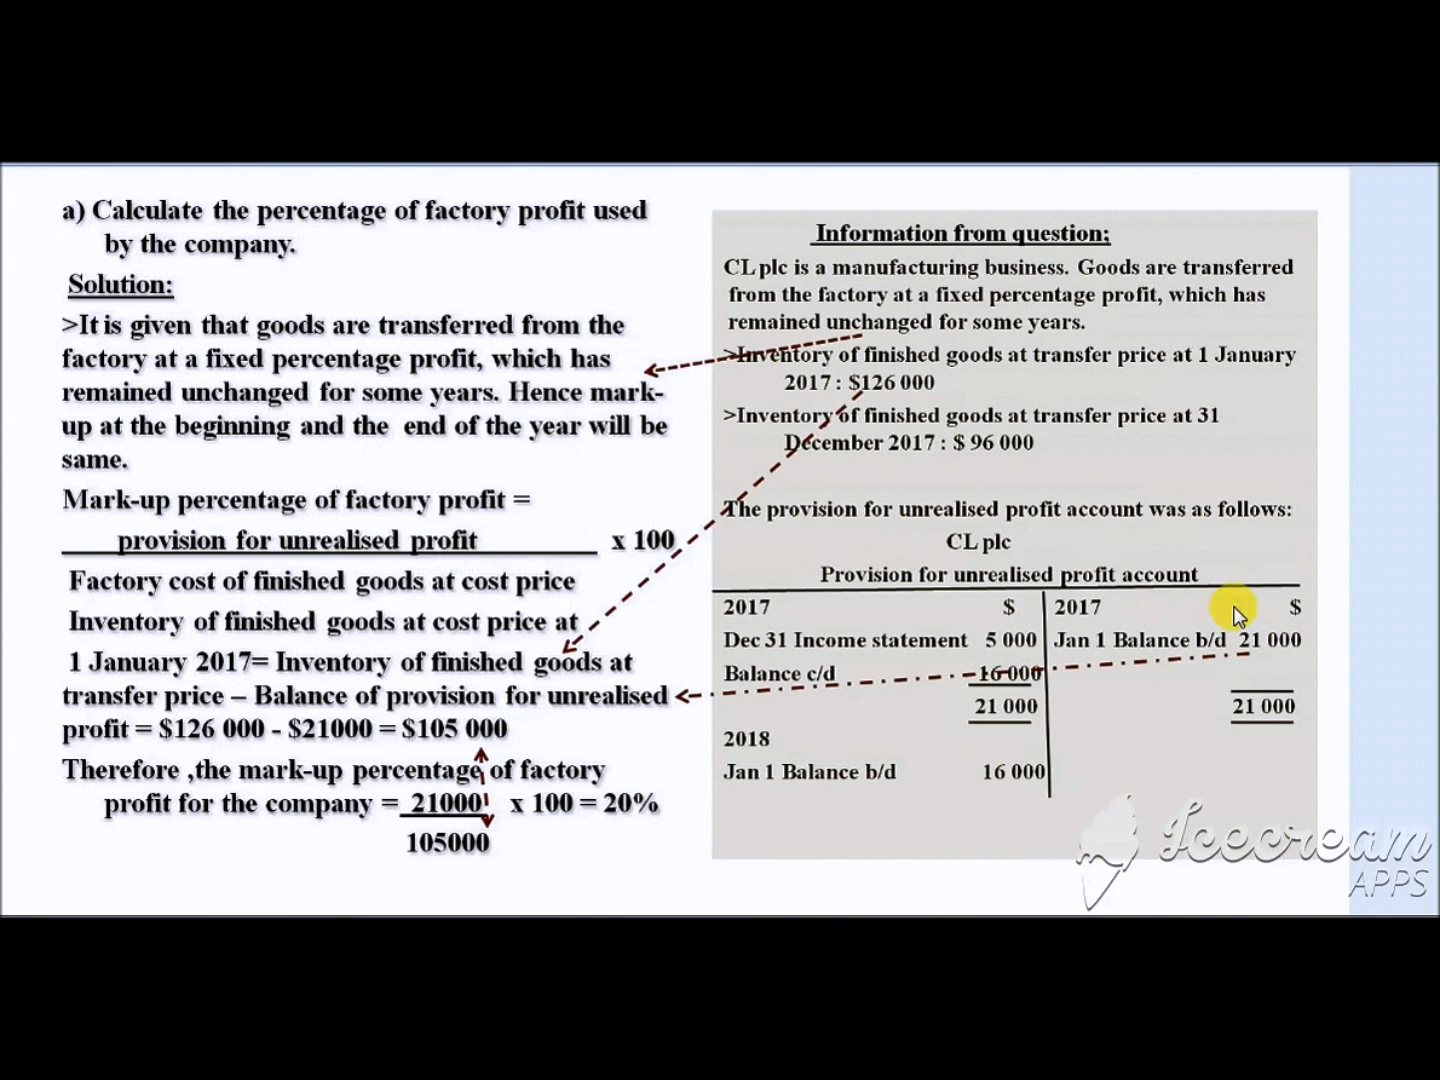 a) Calculate the percentage of factory profit used
by the company.
Solution:
>It is given that goods are transferred from the
factory at a fixed percentage profit, which has
remained unchanged for some years. Hence mark-
up at the beginning and the end of the year will be
same.
Mark-up percentage of factory profit =
provision for unrealised profit x 100
Factory cost of finished goods at cost price
Inventory of finished goods at cost price at
1 January 2017= Inventory of finished goods at
transfer price – Balance of provision for unrealised
profit = $126 000 - $21000 = $105 000
Therefore ,the mark-up percentage of factory
profit for the company = 21000 x 100 = 20%
105000
Information from question;
CL plc is a manufacturing business. Goods are transferred
from the factory at a fixed percentage profit, which has
remained unchanged for some years.
>Inventory of finished goods at transfer price at 1 January
2017 : $126 000
>Inventory of finished goods at transfer price at 31
December 2017 : $ 96 000
The provision for unrealised profit account was as follows:
CL plc
Provision for unrealised profit account
2017 $ 2017 $
Dec 31 Income statement 5 000 Jan 1 Balance b/d 21 000
Balance c/d 16 000
21 000 21 000
2018
Jan 1 Balance b/d 16 000
Icecream
APPS